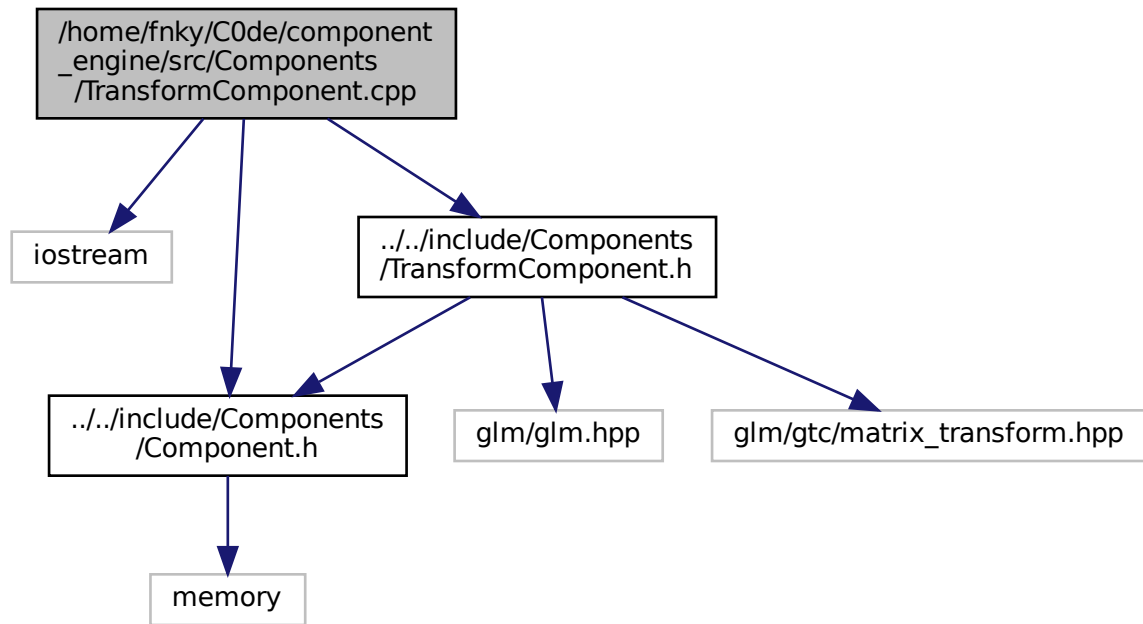 /home/fnky/C0de/component
_engine/src/Components
/TransformComponent.cpp
iostream
../../include/Components
/TransformComponent.h
../../include/Components
/Component.h
glm/glm.hpp
glm/gtc/matrix_transform.hpp
memory